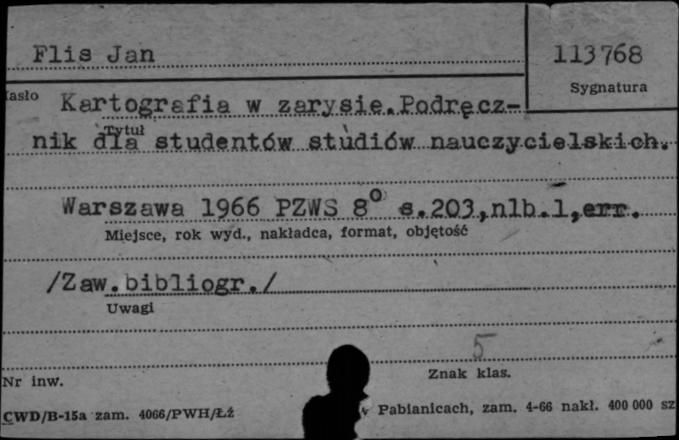 Flis Jan
113768
Sygnatura
asło Kartografia w zarysie.Podręcz-
Tytuł
nik dla studentów studiów nauczycielskich.
Warszawa 1966 PZWS 8° s.203,nlb.1,err.
Miejsce, rok wyd., nakładca, format, objętość
/Zaw.bibliogr./
Uwagi
5
Nr inw.
Znak klas.
CWD/B-15a zam. 4066/PWH/Łź
Pabianicach, zam. 4-66 nakł. 400 000 sz